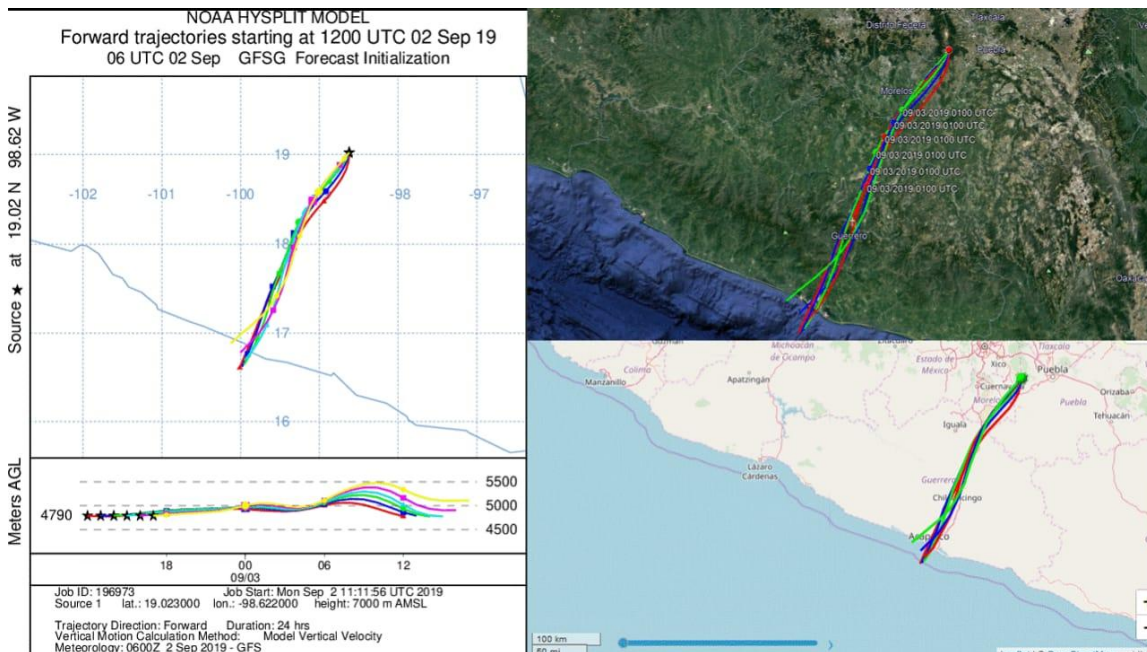 NOAA HYSPLIT MODEL
Forward trajectories starting at 1200 UTC 02 Sep 19
06 UTC 02 Sep GFSG Forecast Initialization
Source ★ at 19.02 N 98.62 W
-102
-101
-100
-98
-97
19
18
17
16
Meters AGL
4790
5500
5000
4500
18
00
06
12
09/03
Job ID: 196973 Job Start: Mon Sep 2 11:11:56 UTC 2019
Source 1 lat.: 19.023000 lon.: -98.622000 height: 7000 m AMSL
Trajectory Direction: Forward Duration: 24 hrs
Vertical Motion Calculation Method: Model Vertical Velocity
Meteorology: 0600Z 2 Sep 2019 - GFS
Distrito Federal
Tlaxcala
Puebla
Morelos
09/03/2019 0100 UTC
09/03/2019 0100 UTC
09/03/2019 0100 UTC
09/03/2019 0100 UTC
09/03/2019 0100 UTC
09/03/2019 0100 UTC
Guerrero
Michoacán
de Ocampo
Estado de
México
Xico
Tlaxcala
Colima
Manzanillo
Apatzingán
Puebla
Orizaba
Puebla
Tehuacán
Iguala
Lázaro
Cárdenas
100 km
50 mi